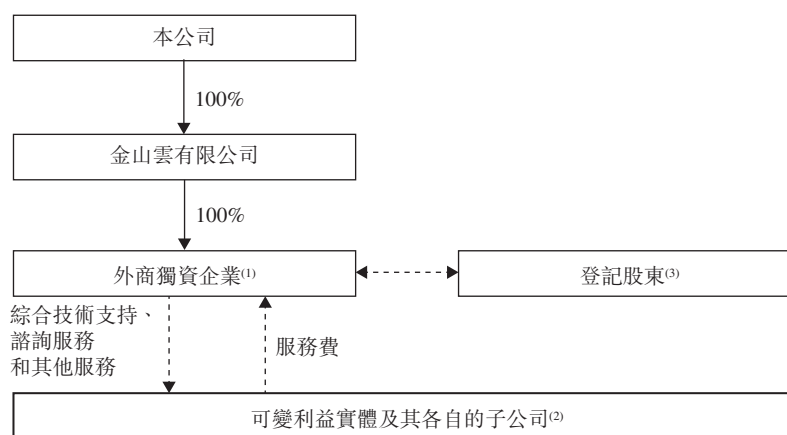 本公司
100%
金山雲有限公司
100%
外商獨資企業(1)
登記股東(3)
綜合技術支持、
諮詢服務
和其他服務
服務費
可變利益實體及其各自的子公司(2)